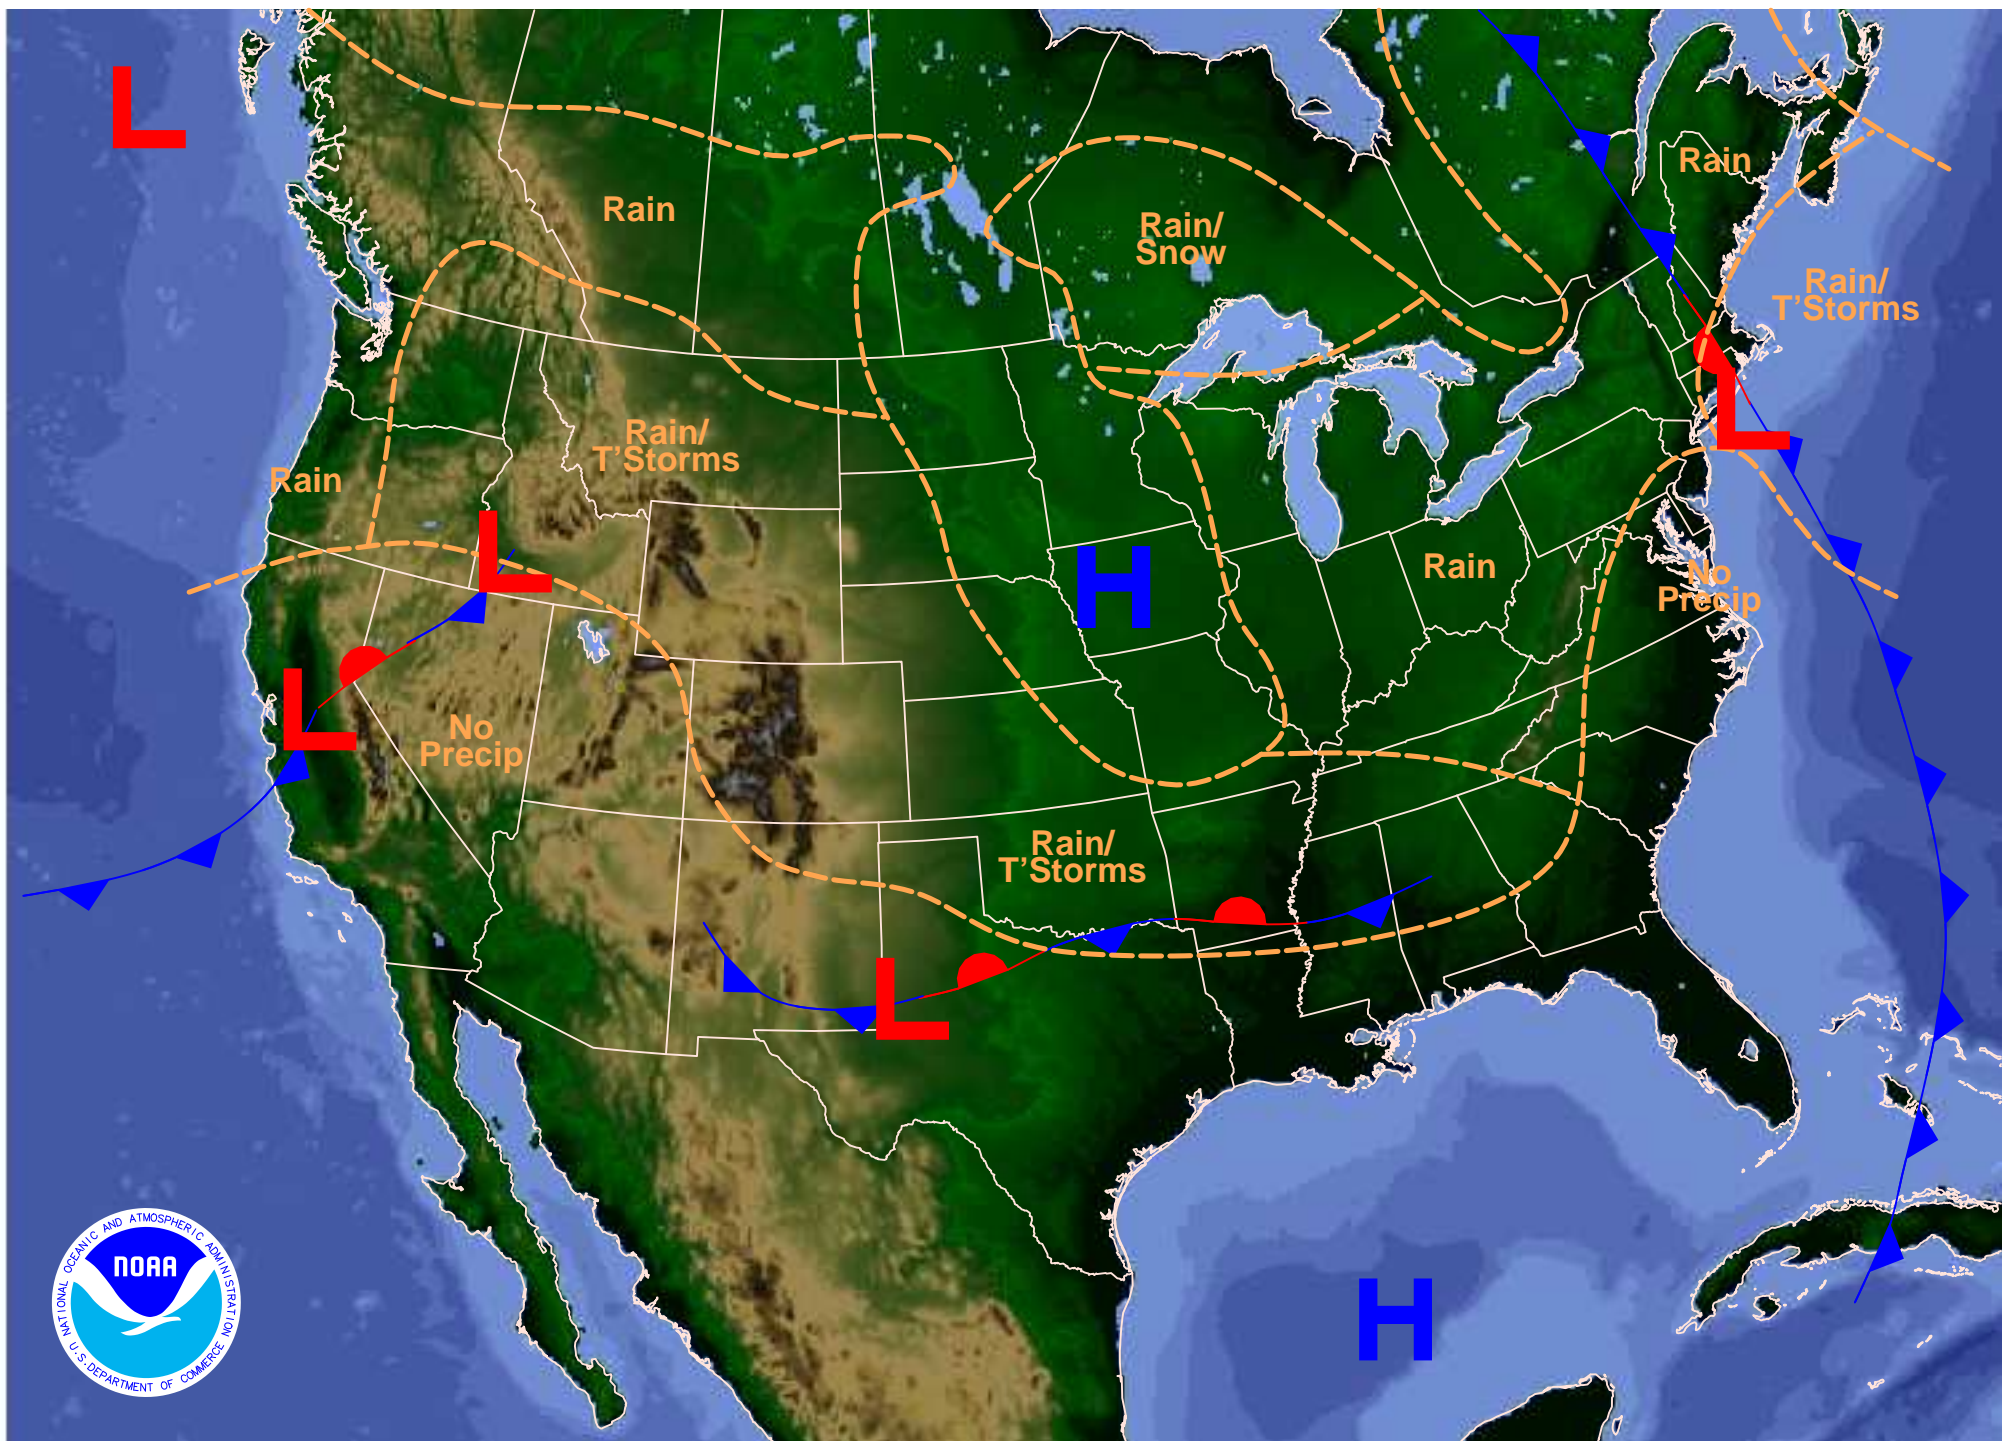 L
Rain
Rain
Rain/
Snow
Rain/
T'Storms
L
Rain/
T'Storms
Rain
L
H
Rain
No
Precip
L
No
Precip
Rain/
T'Storms
L
H
NATIONAL OCEANIC AND ATMOSPHERIC ADMINISTRATION
NOAA
U.S. DEPARTMENT OF COMMERCE